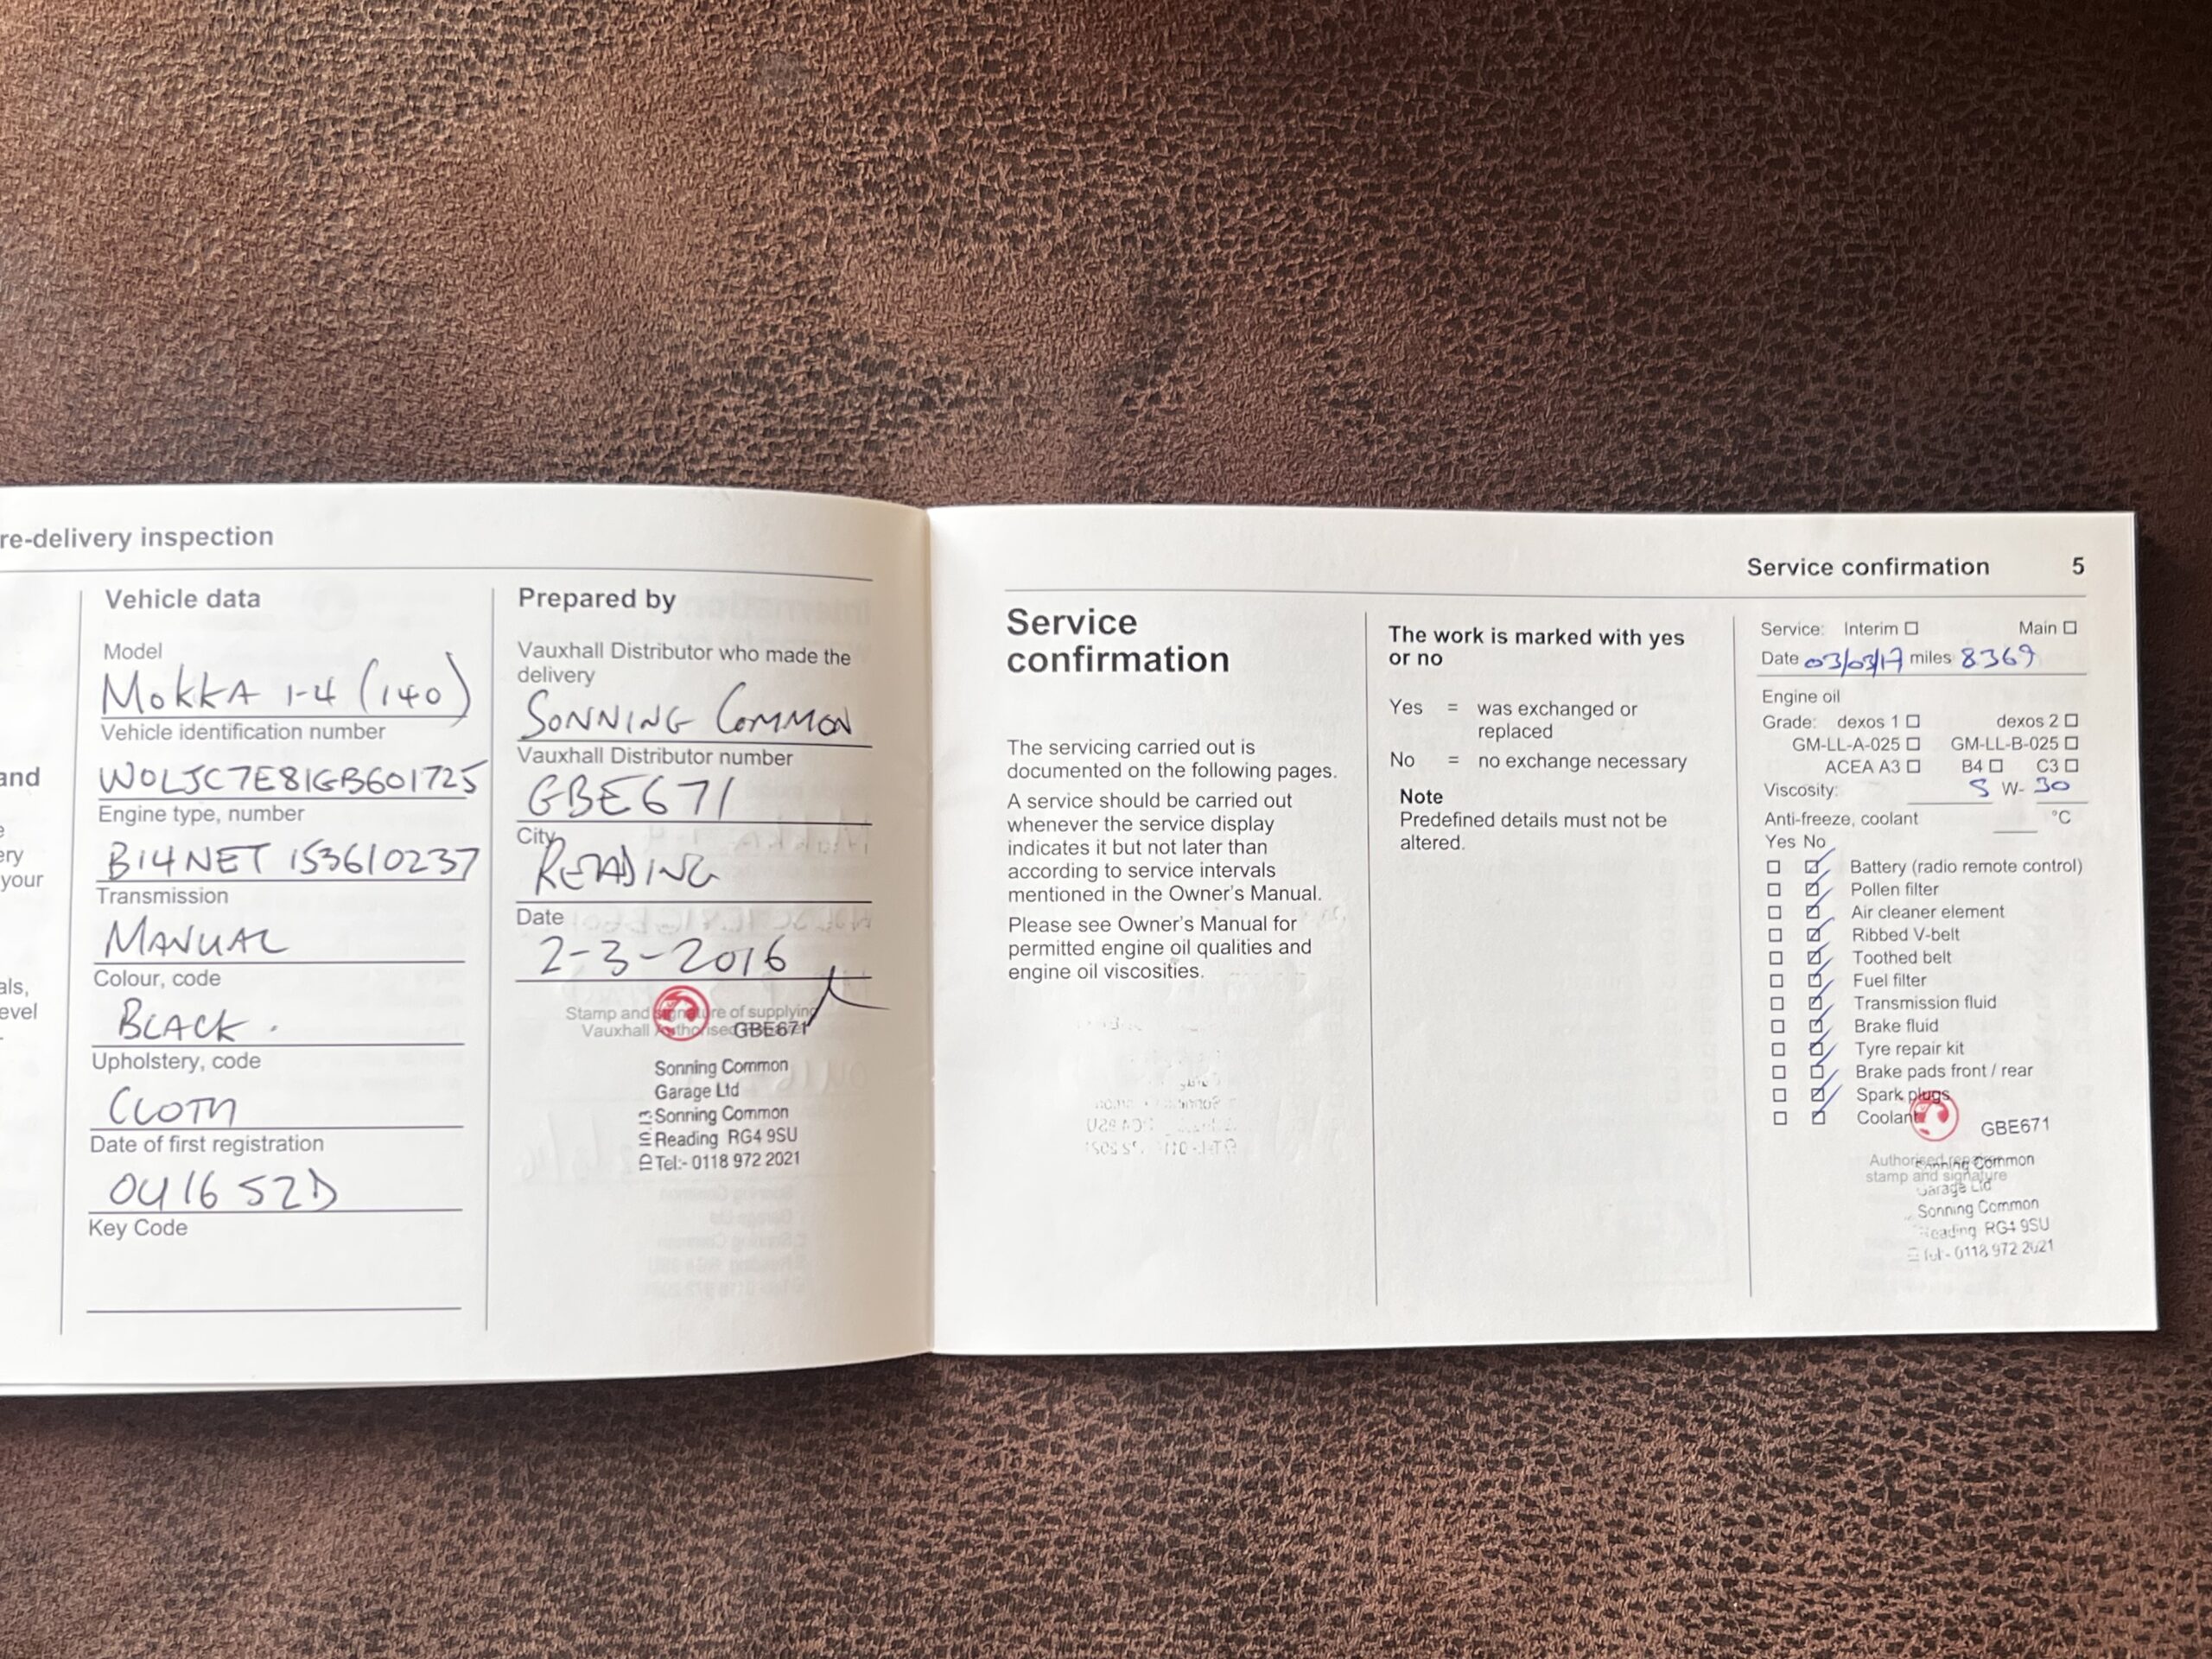 re-delivery inspection
and
ery
your
als,
evel
Vehicle data
Model
MOKKA 1-4 (140)
Vehicle identification number
W0LJC7E81GB601725
Engine type, number
B14NET 153610237
Transmission
MANUAL
Colour, code
BLACK.
Upholstery, code
CLOTH
Date of first registration
OU16 SZD
Key Code
Prepared by
Vauxhall Distributor who made the
delivery
SONNING COMMON
Vauxhall Distributor number
GBE671
City
READING
Date
2-3-2016
Stamp and signature of supplying
Vauxhall Authorised
GBE671
Sonning Common
Garage Ltd
Sonning Common
Reading RG4 9SU
Tel:- 0118 972 2021
Service confirmation 5
Service
confirmation
The servicing carried out is
documented on the following pages.
A service should be carried out
whenever the service display
indicates it but not later than
according to service intervals
mentioned in the Owner's Manual.
Please see Owner's Manual for
permitted engine oil qualities and
engine oil viscosities.
The work is marked with yes
or no
Yes = was exchanged or
replaced
No = no exchange necessary
Note
Predefined details must not be
altered.
Service: Interim Main
Date 03/03/17 miles 8369
Engine oil
Grade: dexos 1 dexos 2
GM-LL-A-025 GM-LL-B-025
ACEA A3 B4 C3
Viscosity: 5 W- 30
Anti-freeze, coolant °C
Yes No
Battery (radio remote control)
Pollen filter
Air cleaner element
Ribbed V-belt
Toothed belt
Fuel filter
Transmission fluid
Brake fluid
Tyre repair kit
Brake pads front / rear
Spark plugs
Coolant
GBE671
Authorised repairer
stamp and signature
Sonning Common
Garage Ltd
Sonning Common
Reading RG4 9SU
Tel:- 0118 972 2021